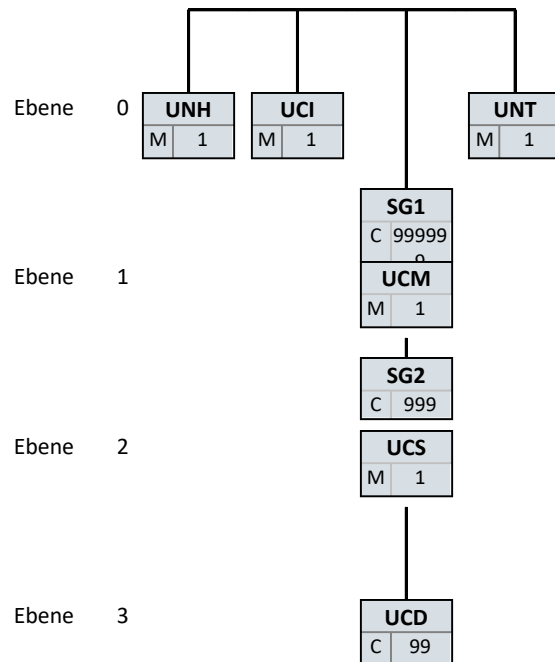 Ebene 0 UNH UCI UNT
M 1 M 1 M 1
SG1
C 99999
9
Ebene 1 UCM
M 1
SG2
C 999
Ebene 2 UCS
M 1
Ebene 3 UCD
C 99